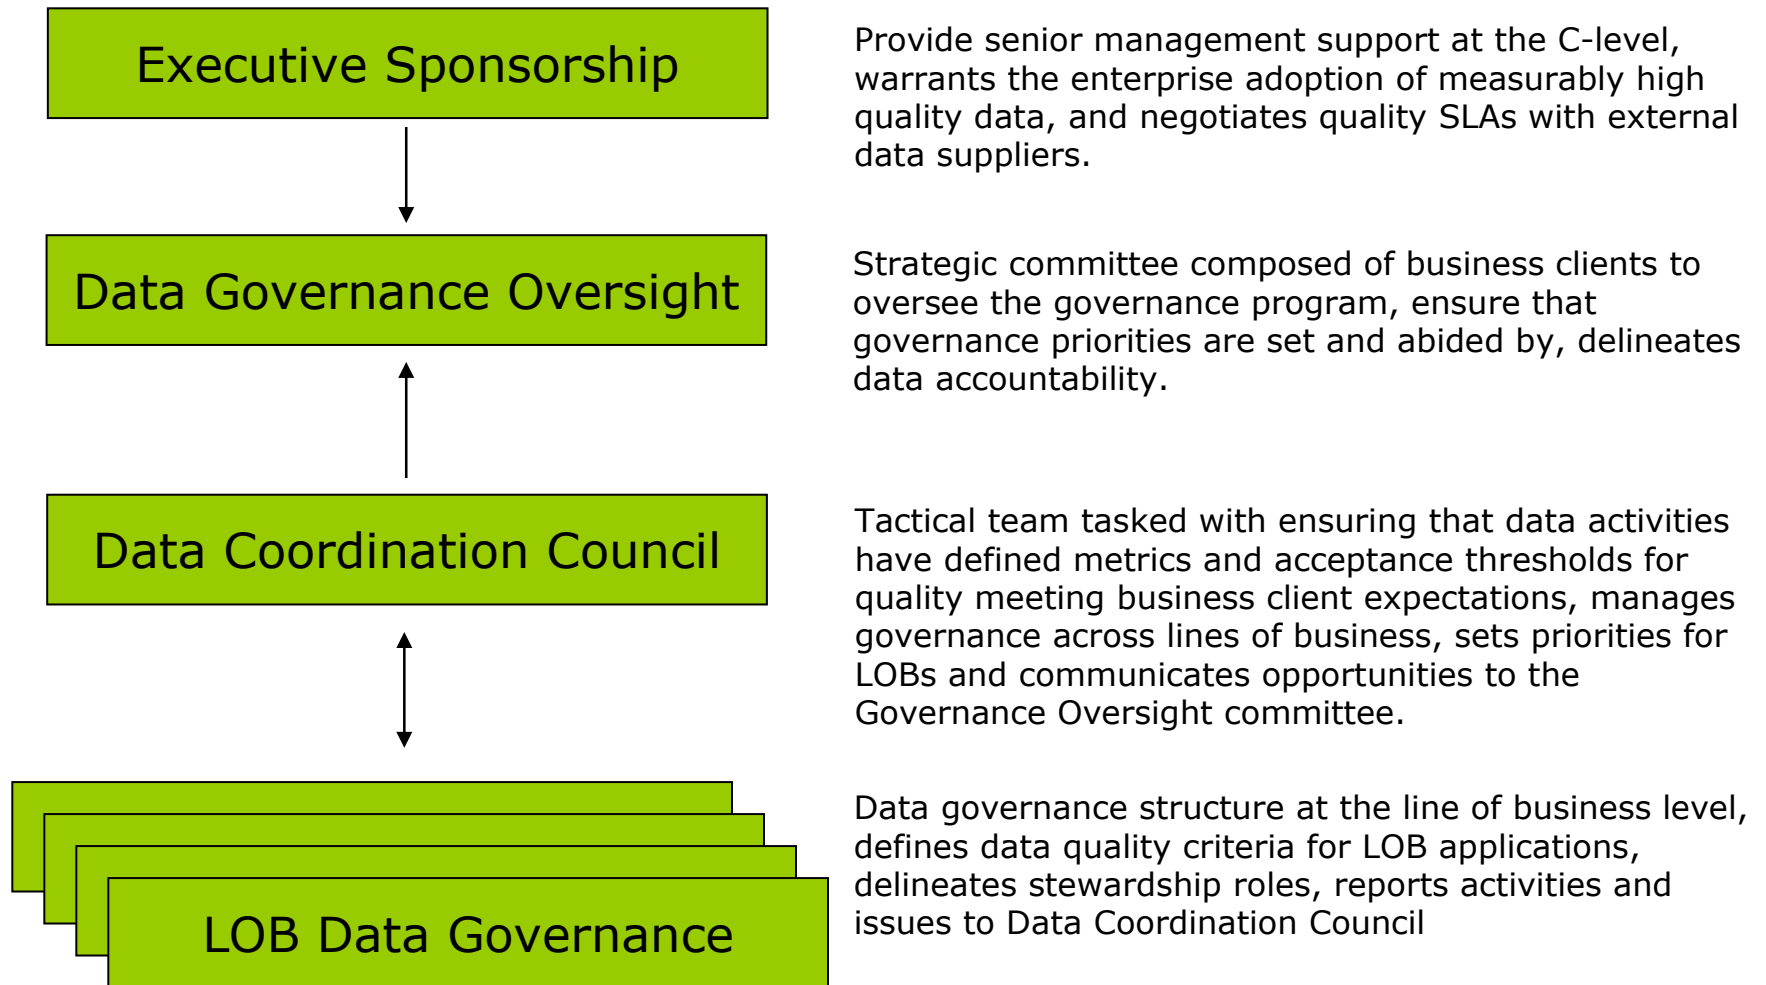 Executive Sponsorship
Provide senior management support at the C-level,
warrants the enterprise adoption of measurably high
quality data, and negotiates quality SLAs with external
data suppliers.
Data Governance Oversight
Strategic committee composed of business clients to
oversee the governance program, ensure that
governance priorities are set and abided by, delineates
data accountability.
Data Coordination Council
Tactical team tasked with ensuring that data activities
have defined metrics and acceptance thresholds for
quality meeting business client expectations, manages
governance across lines of business, sets priorities for
LOBs and communicates opportunities to the
Governance Oversight committee.
LOB Data Governance
Data governance structure at the line of business level,
defines data quality criteria for LOB applications,
delineates stewardship roles, reports activities and
issues to Data Coordination Council